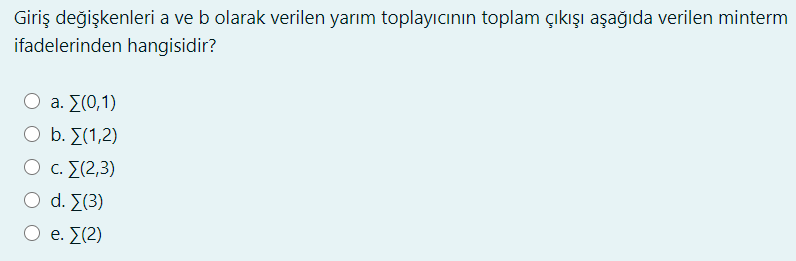 Giriş değişkenleri a ve b olarak verilen yarım toplayıcının toplam çıkışı aşağıda verilen minterm
ifadelerinden hangisidir?
a. ∑(0,1)
b. ∑(1,2)
c. ∑(2,3)
d. ∑(3)
e. ∑(2)